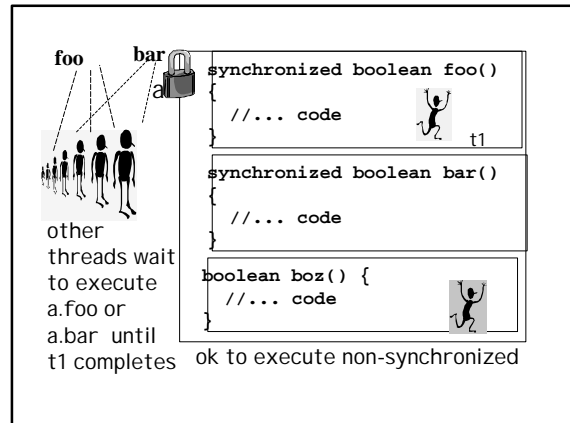 foo
bar
a
synchronized boolean foo()
{
//... code
}
t1
synchronized boolean bar()
{
//... code
}
boolean boz() {
//... code
}
other
threads wait
to execute
a.foo or
a.bar until
t1 completes
ok to execute non-synchronized